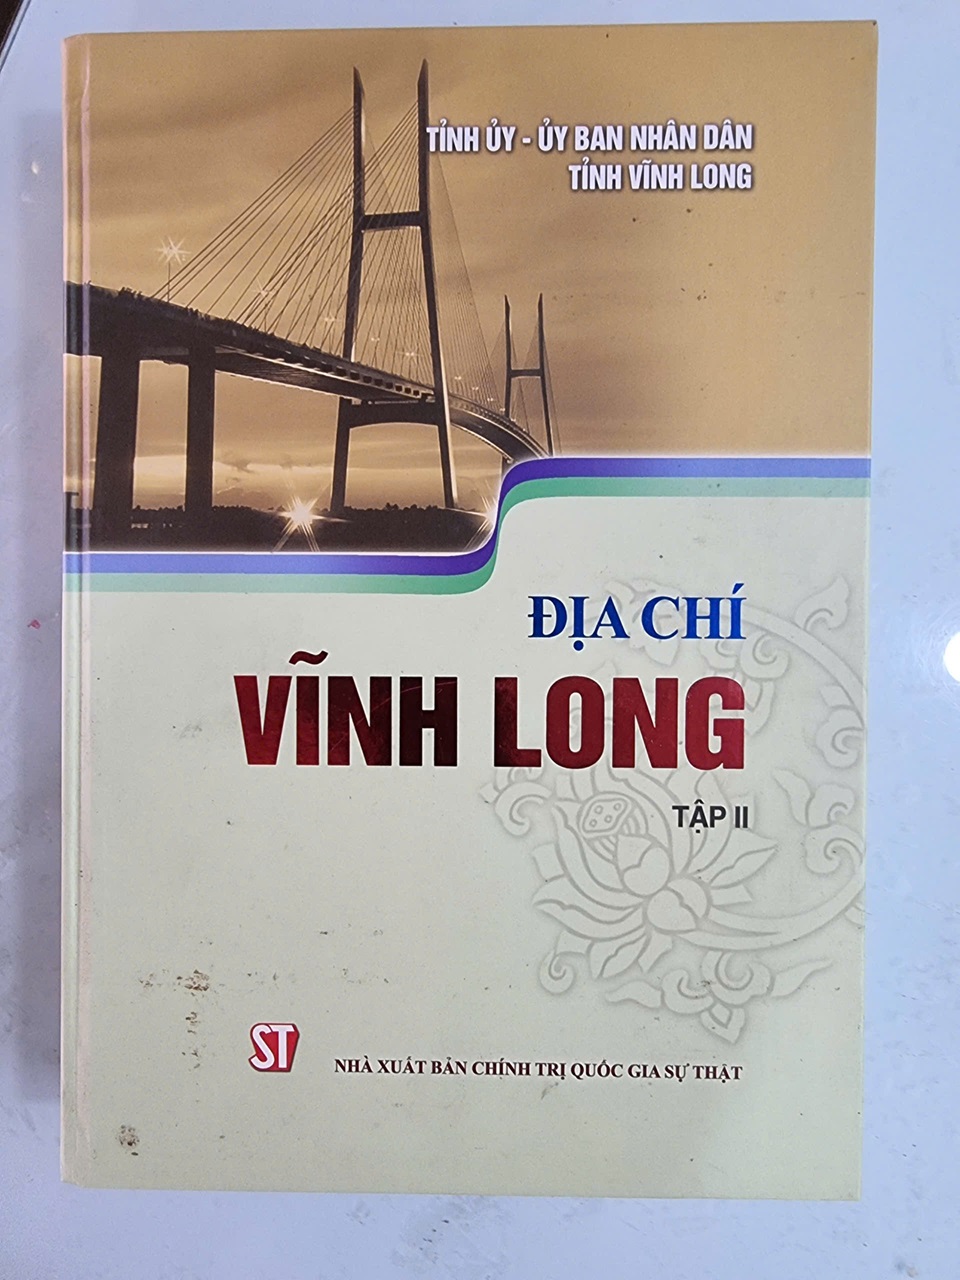 TỈNH ỦY - ỦY BAN NHÂN DÂN
TỈNH VĨNH LONG
ĐỊA CHÍ
VĨNH LONG
TẬP II
ST
NHÀ XUẤT BẢN CHÍNH TRỊ QUỐC GIA SỰ THẬT